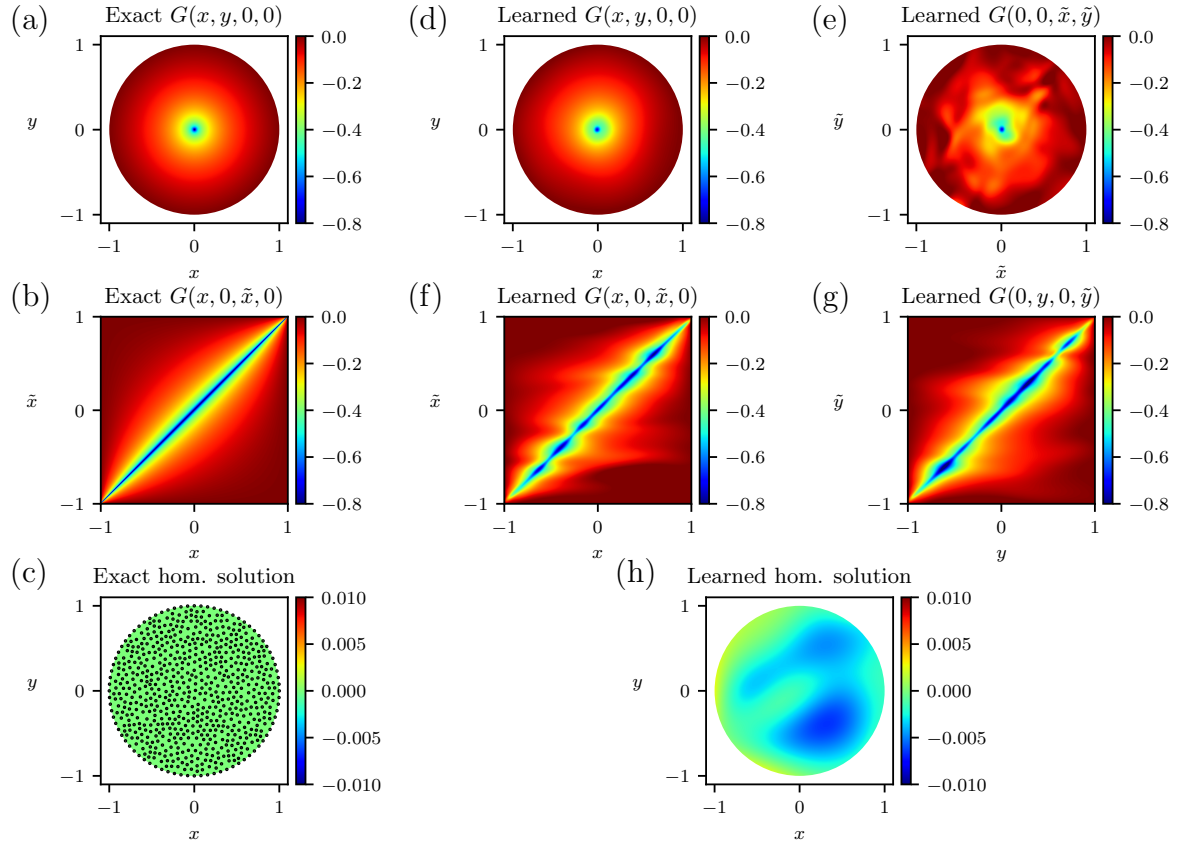 (a) Exact G(x, y, 0, 0)
1
0
−1
y
−1 0 1
x
0.0
−0.2
−0.4
−0.6
−0.8
(d) Learned G(x, y, 0, 0)
1
0
−1
y
−1 0 1
x
0.0
−0.2
−0.4
−0.6
−0.8
(e) Learned G(0, 0, x̃, ỹ)
1
0
−1
ỹ
−1 0 1
x̃
0.0
−0.2
−0.4
−0.6
−0.8
(b) Exact G(x, 0, x̃, 0)
1
0
−1
x̃
−1 0 1
x
0.0
−0.2
−0.4
−0.6
−0.8
(f) Learned G(x, 0, x̃, 0)
1
0
−1
x̃
−1 0 1
x
0.0
−0.2
−0.4
−0.6
−0.8
(g) Learned G(0, y, 0, ỹ)
1
0
−1
ỹ
−1 0 1
y
0.0
−0.2
−0.4
−0.6
−0.8
(c) Exact hom. solution
1
0
−1
y
−1 0 1
x
0.010
0.005
0.000
−0.005
−0.010
(h) Learned hom. solution
1
0
−1
y
−1 0 1
x
0.010
0.005
0.000
−0.005
−0.010